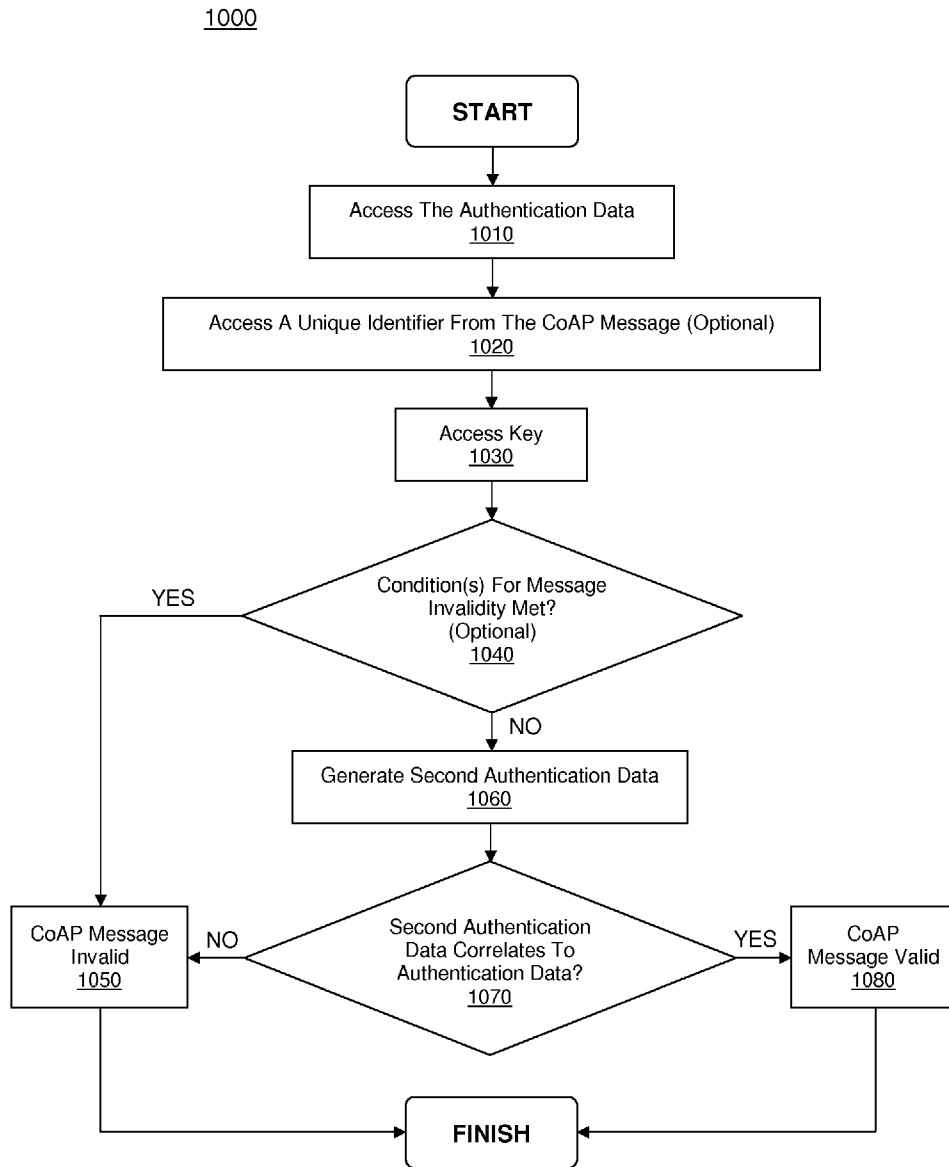 1000
START
Access The Authentication Data
1010
Access A Unique Identifier From The CoAP Message (Optional)
1020
Access Key
1030
Condition(s) For Message
Invalidity Met?
(Optional)
1040
YES
NO
Generate Second Authentication Data
1060
CoAP Message
Invalid
1050
NO
Second Authentication
Data Correlates To
Authentication Data?
1070
YES
CoAP
Message Valid
1080
FINISH